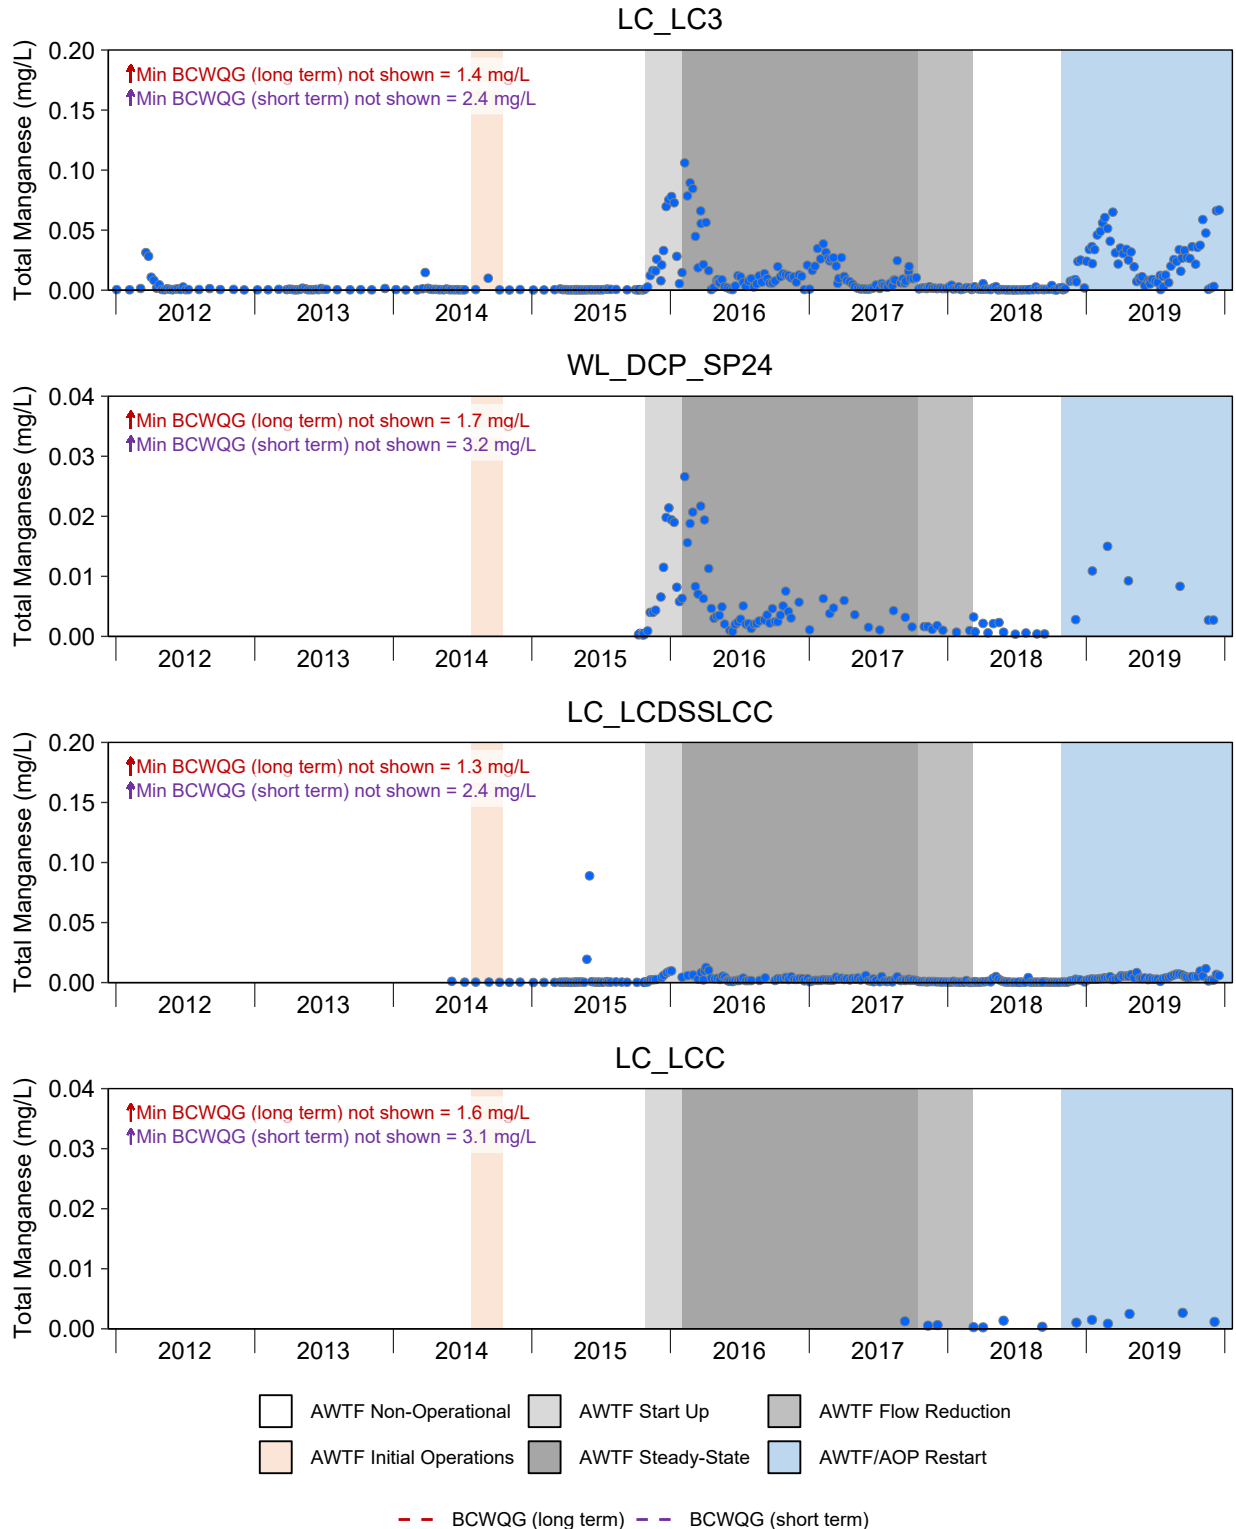 LC_LC3
Total Manganese (mg/L)
0.20
0.15
0.10
0.05
0.00
Min BCWQG (long term) not shown = 1.4 mg/L
Min BCWQG (short term) not shown = 2.4 mg/L
2012 2013 2014 2015 2016 2017 2018 2019
WL_DCP_SP24
Total Manganese (mg/L)
0.04
0.03
0.02
0.01
0.00
Min BCWQG (long term) not shown = 1.7 mg/L
Min BCWQG (short term) not shown = 3.2 mg/L
2012 2013 2014 2015 2016 2017 2018 2019
LC_LCDSSLCC
Total Manganese (mg/L)
0.20
0.15
0.10
0.05
0.00
Min BCWQG (long term) not shown = 1.3 mg/L
Min BCWQG (short term) not shown = 2.4 mg/L
2012 2013 2014 2015 2016 2017 2018 2019
LC_LCC
Total Manganese (mg/L)
0.04
0.03
0.02
0.01
0.00
Min BCWQG (long term) not shown = 1.6 mg/L
Min BCWQG (short term) not shown = 3.1 mg/L
2012 2013 2014 2015 2016 2017 2018 2019
AWTF Non-Operational AWTF Start Up AWTF Flow Reduction
AWTF Initial Operations AWTF Steady-State AWTF/AOP Restart
BCWQG (long term) BCWQG (short term)